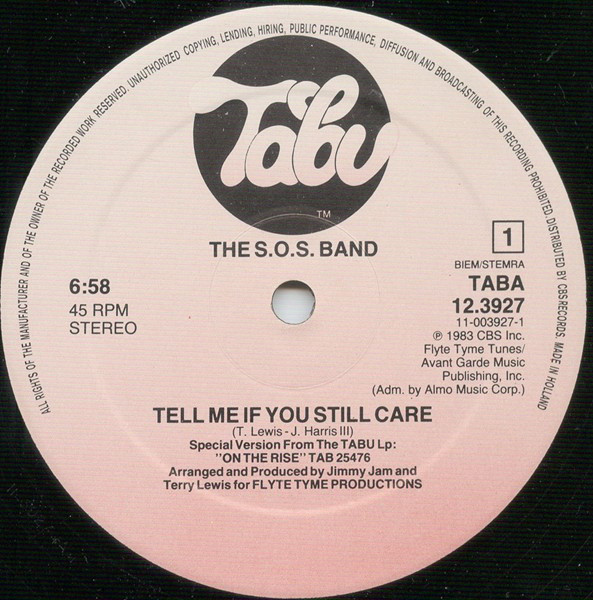 ALL RIGHTS OF THE MANUFACTURER AND OF THE OWNER OF THE RECORDED WORK RESERVED. UNAUTHORIZED COPYING, LENDING, HIRING, PUBLIC PERFORMANCE, DIFFUSION AND BROADCASTING OF THIS RECORDING PROHIBITED. DISTRIBUTED BY CBS RECORDS. MADE IN HOLLAND
Tabu
TM
THE S.O.S. BAND
1
BIEM/STEMRA
6:58
45 RPM
STEREO
TABA
12.3927
11-003927-1
℗ 1983 CBS Inc.
Flyte Tyme Tunes/
Avant Garde Music
Publishing, Inc.
(Adm. by Almo Music Corp.)
TELL ME IF YOU STILL CARE
(T. Lewis - J. Harris III)
Special Version From The TABU Lp:
"ON THE RISE" TAB 25476
Arranged and Produced by Jimmy Jam and
Terry Lewis for FLYTE TYME PRODUCTIONS